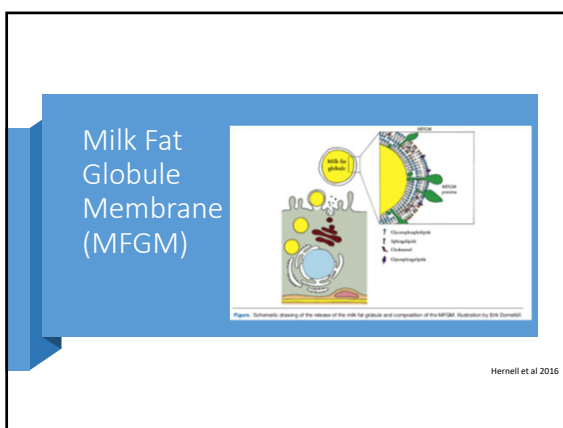 Milk Fat
Globule
Membrane
(MFGM)
MFGM
Milk fat
globule
MFGM
proteins
Glycerophospholipids
Sphingolipids
Cholesterol
Glycosphingolipids
Figure. Schematic drawing of the release of the milk fat globule and composition of the MFGM. Illustration by Erik Domellöf.
Hernell et al 2016